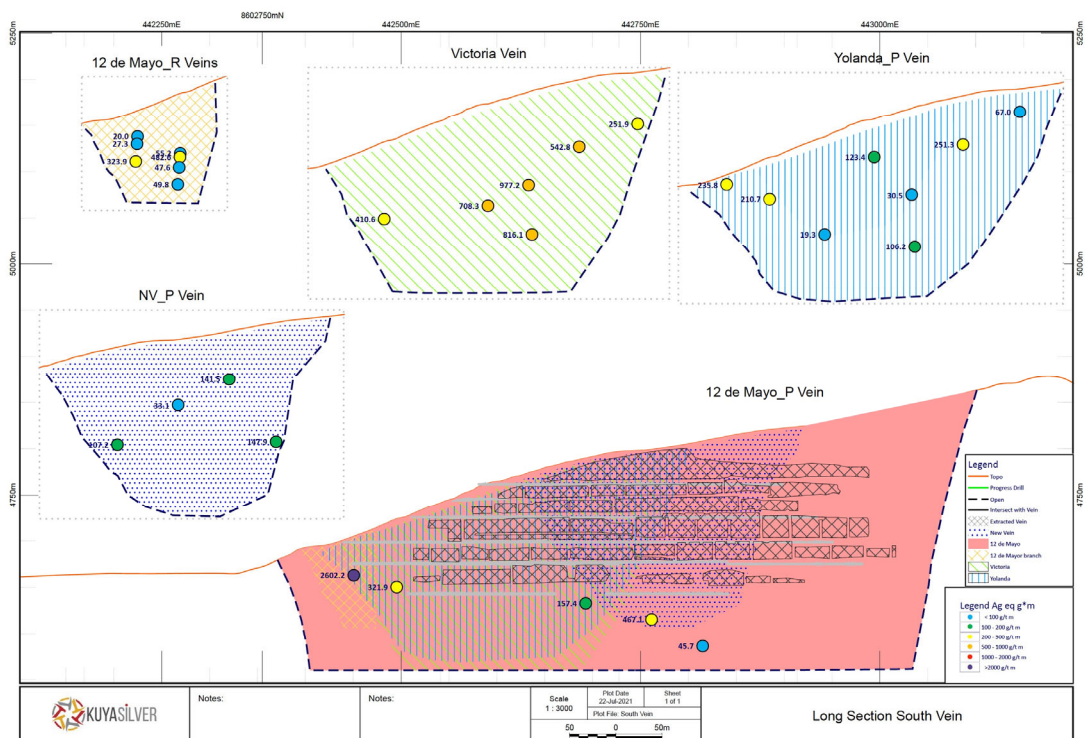 8602750mN
442250mE
442500mE
442750mE
443000mE
5250m
5250m
12 de Mayo_R Veins
Victoria Vein
Yolanda_P Vein
20.0
27.3
323.9
55.2
482.6
47.6
49.8
251.9
542.8
977.2
708.3
410.6
816.1
67.0
251.3
123.4
235.8
210.7
30.5
19.3
106.2
5000m
5000m
NV_P Vein
141.5
33.1
107.2
147.9
12 de Mayo_P Vein
4750m
4750m
2602.2
321.9
157.4
467.1
45.7
Legend
Topo
Progress Drill
Open
Intersect with Vein
Extracted Vein
New Vein
12 de Mayo
12 de Mayor branch
Victoria
Yolanda
Legend Ag eq g*m
< 100 g/t m
100 - 200 g/t m
200 - 500 g/t m
500 - 1000 g/t m
1000 - 2000 g/t m
>2000 g/t m
KUYASILVER
Notes:
Notes:
Scale
1 : 3000
Plot Date
22-Jul-2021
Sheet
1 of 1
Plot File: South Vein
50 0 50m
Long Section South Vein